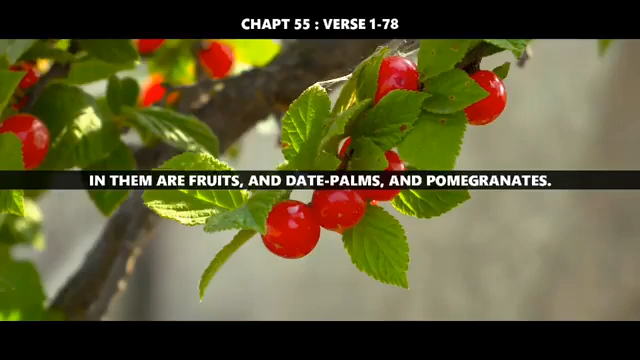 CHAPT 55 : VERSE 1-78
IN THEM ARE FRUITS, AND DATE-PALMS, AND POMEGRANATES.